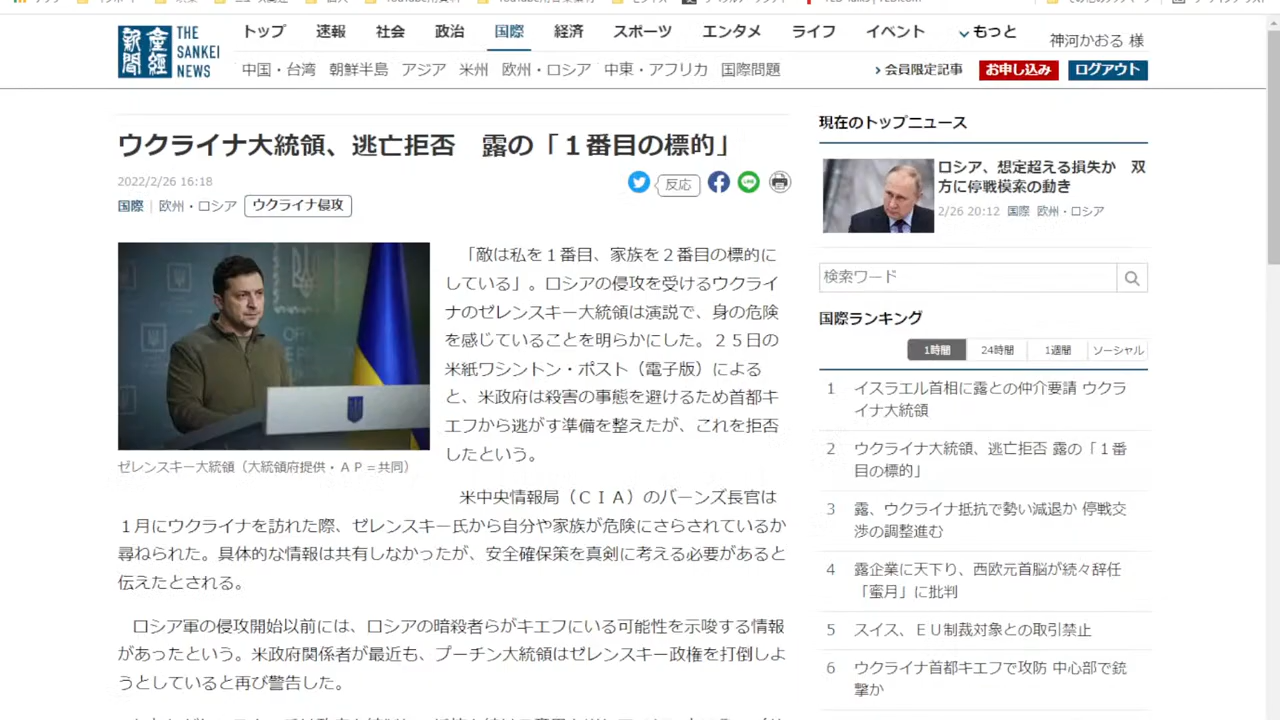 THE SANKEI NEWS
産經新聞
トップ 速報 社会 政治 国際 経済 スポーツ エンタメ ライフ イベント もっと
神河かおる 様
中国・台湾 朝鮮半島 アジア 米州 欧州・ロシア 中東・アフリカ 国際問題
会員限定記事 お申し込み ログアウト
ウクライナ大統領、逃亡拒否　露の「１番目の標的」
2022/2/26 16:18
国際 | 欧州・ロシア ウクライナ侵攻
反応
「敵は私を１番目、家族を２番目の標的に
している」。ロシアの侵攻を受けるウクライ
ナのゼレンスキー大統領は演説で、身の危険
を感じていることを明らかにした。２５日の
米紙ワシントン・ポスト（電子版）による
と、米政府は殺害の事態を避けるため首都キ
エフから逃がす準備を整えたが、これを拒否
したという。
ゼレンスキー大統領（大統領府提供・ＡＰ＝共同）
米中央情報局（ＣＩＡ）のバーンズ長官は
１月にウクライナを訪れた際、ゼレンスキー氏から自分や家族が危険にさらされているか
尋ねられた。具体的な情報は共有しなかったが、安全確保策を真剣に考える必要があると
伝えたとされる。
ロシア軍の侵攻開始以前には、ロシアの暗殺者らがキエフにいる可能性を示唆する情報
があったという。米政府関係者が最近も、プーチン大統領はゼレンスキー政権を打倒しよ
うとしていると再び警告した。
現在のトップニュース
ロシア、想定超える損失か　双
方に停戦模索の動き
2/26 20:12 国際 欧州・ロシア
検索ワード
国際ランキング
1時間 24時間 1週間 ソーシャル
1 イスラエル首相に露との仲介要請 ウクラ
イナ大統領
2 ウクライナ大統領、逃亡拒否 露の「１番
目の標的」
3 露、ウクライナ抵抗で勢い減退か 停戦交
渉の調整進む
4 露企業に天下り、西欧元首脳が続々辞任
「蜜月」に批判
5 スイス、ＥＵ制裁対象との取引禁止
6 ウクライナ首都キエフで攻防 中心部で銃
撃か